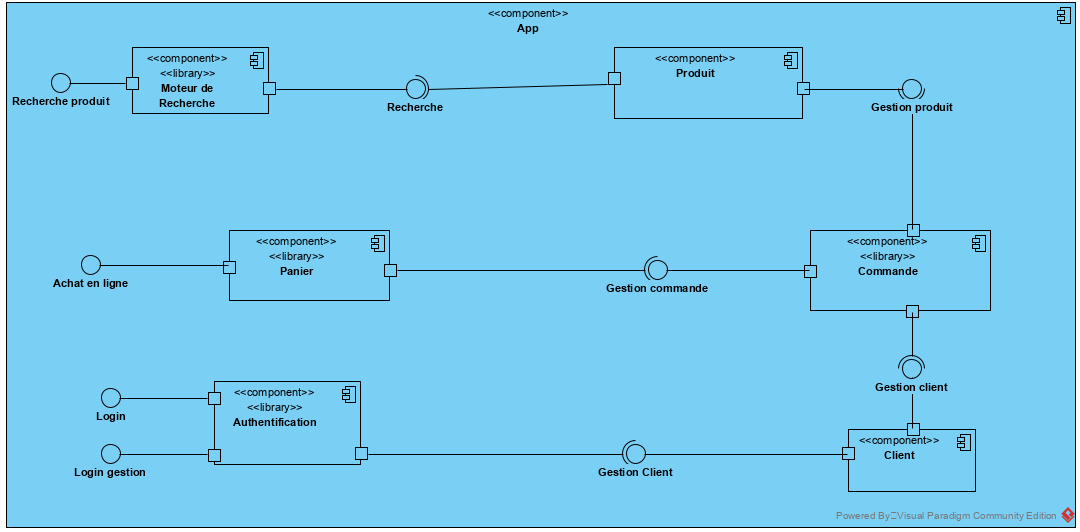 <<component>>
App
<<component>>
<<library>>
Moteur de
Recherche
<<component>>
Produit
Recherche produit
Recherche
Gestion produit
<<component>>
<<library>>
Panier
<<component>>
<<library>>
Commande
Achat en ligne
Gestion commande
<<component>>
<<library>>
Authentification
Login
Login gestion
Gestion client
<<component>>
Client
Gestion Client
Powered By Visual Paradigm Community Edition